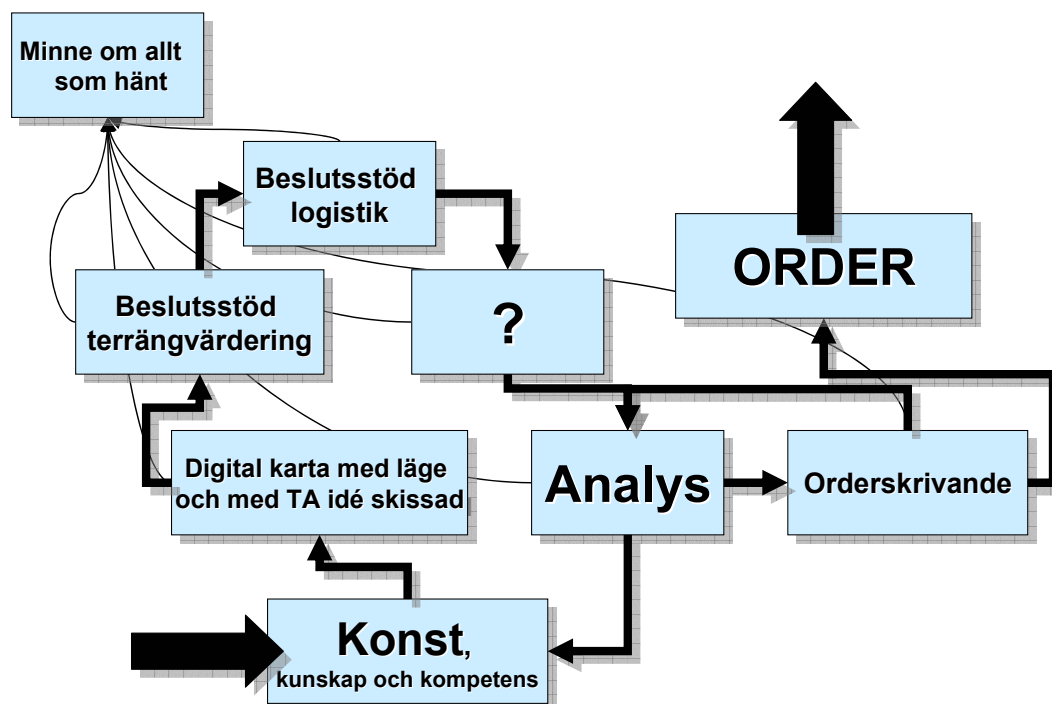 Minne om allt
som hänt
Beslutsstöd
logistik
ORDER
Beslutsstöd
terrängvärdering
?
Digital karta med läge
och med TA idé skissad
Analys
Orderskrivande
Konst,
kunskap och kompetens